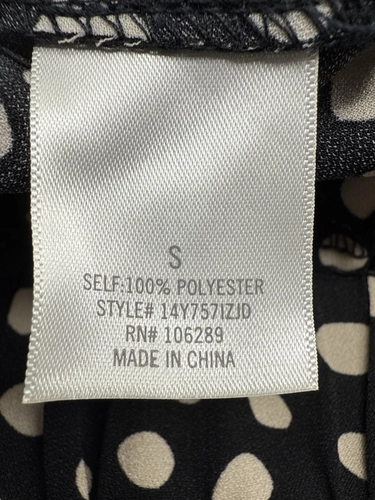 S
SELF:100% POLYESTER
STYLE# 14Y757IZJD
RN# 106289
MADE IN CHINA